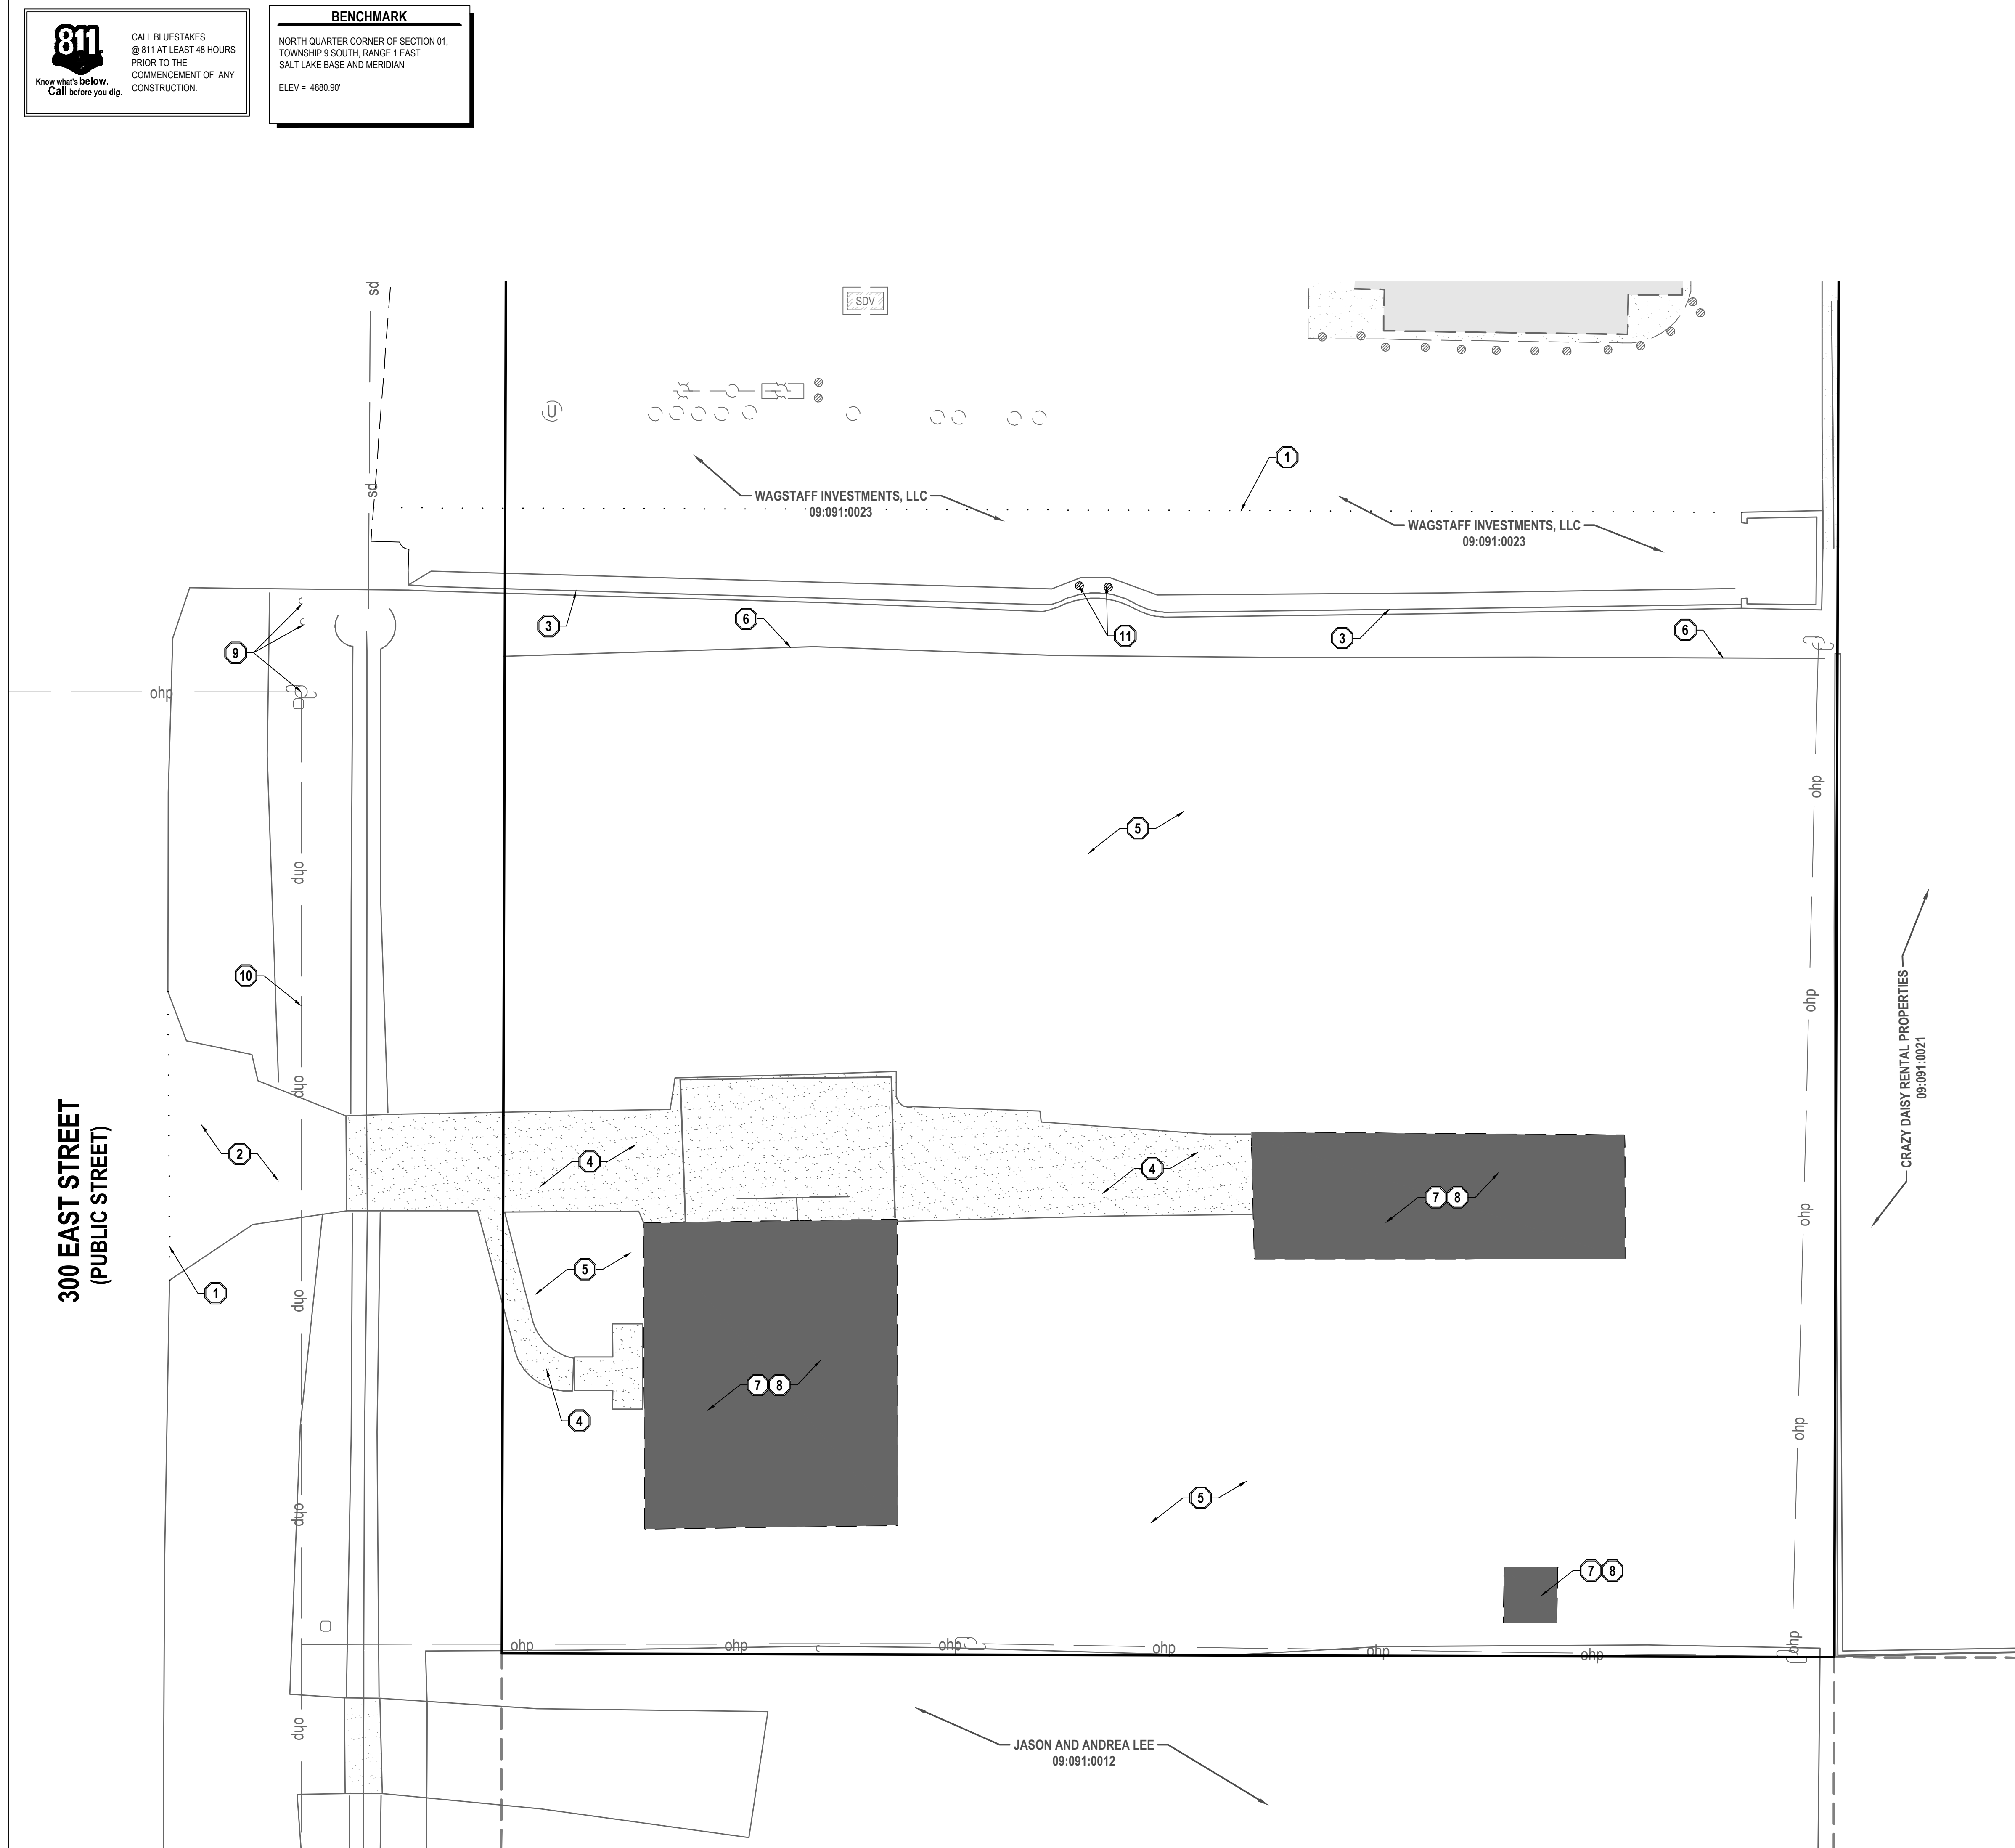 811
Know what's below.
Call before you dig.
CALL BLUESTAKES
@ 811 AT LEAST 48 HOURS
PRIOR TO THE
COMMENCEMENT OF ANY
CONSTRUCTION.
BENCHMARK
NORTH QUARTER CORNER OF SECTION 01,
TOWNSHIP 9 SOUTH, RANGE 1 EAST
SALT LAKE BASE AND MERIDIAN
ELEV = 4880.90'
sd
SDV
U
1
sd
WAGSTAFF INVESTMENTS, LLC
09:091:0023
WAGSTAFF INVESTMENTS, LLC
09:091:0023
3
6
11
3
6
9
ohp
ohp
5
ohp
10
ohp
ohp
CRAZY DAISY RENTAL PROPERTIES
09:091:0021
300 EAST STREET
(PUBLIC STREET)
2
4
4
7 8
ohp
5
1
ohp
7 8
4
ohp
5
ohp
7 8
ohp
ohp
ohp
ohp
ohp
ohp
ohp
ohp
JASON AND ANDREA LEE
09:091:0012